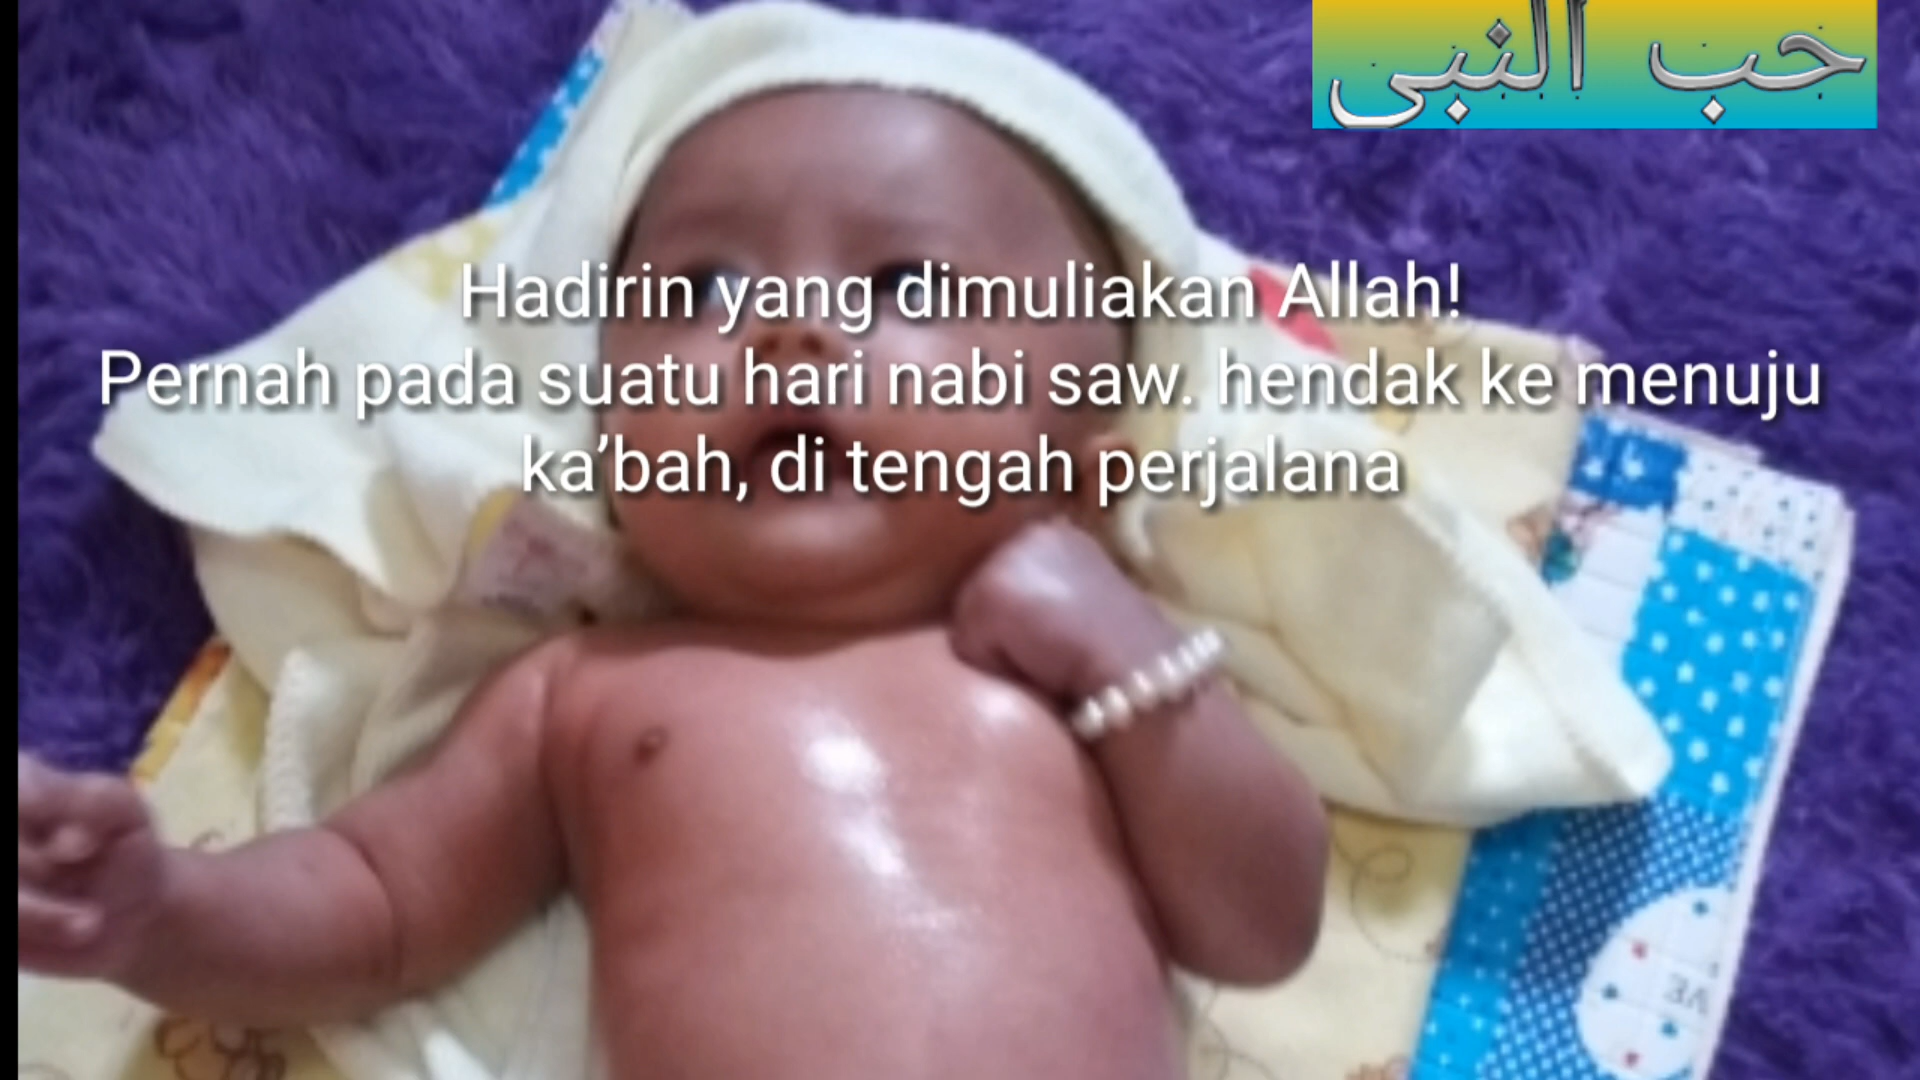 حب النبى
Hadirin yang dimuliakan Allah!
Pernah pada suatu hari nabi saw. hendak ke menuju
ka’bah, di tengah perjalana